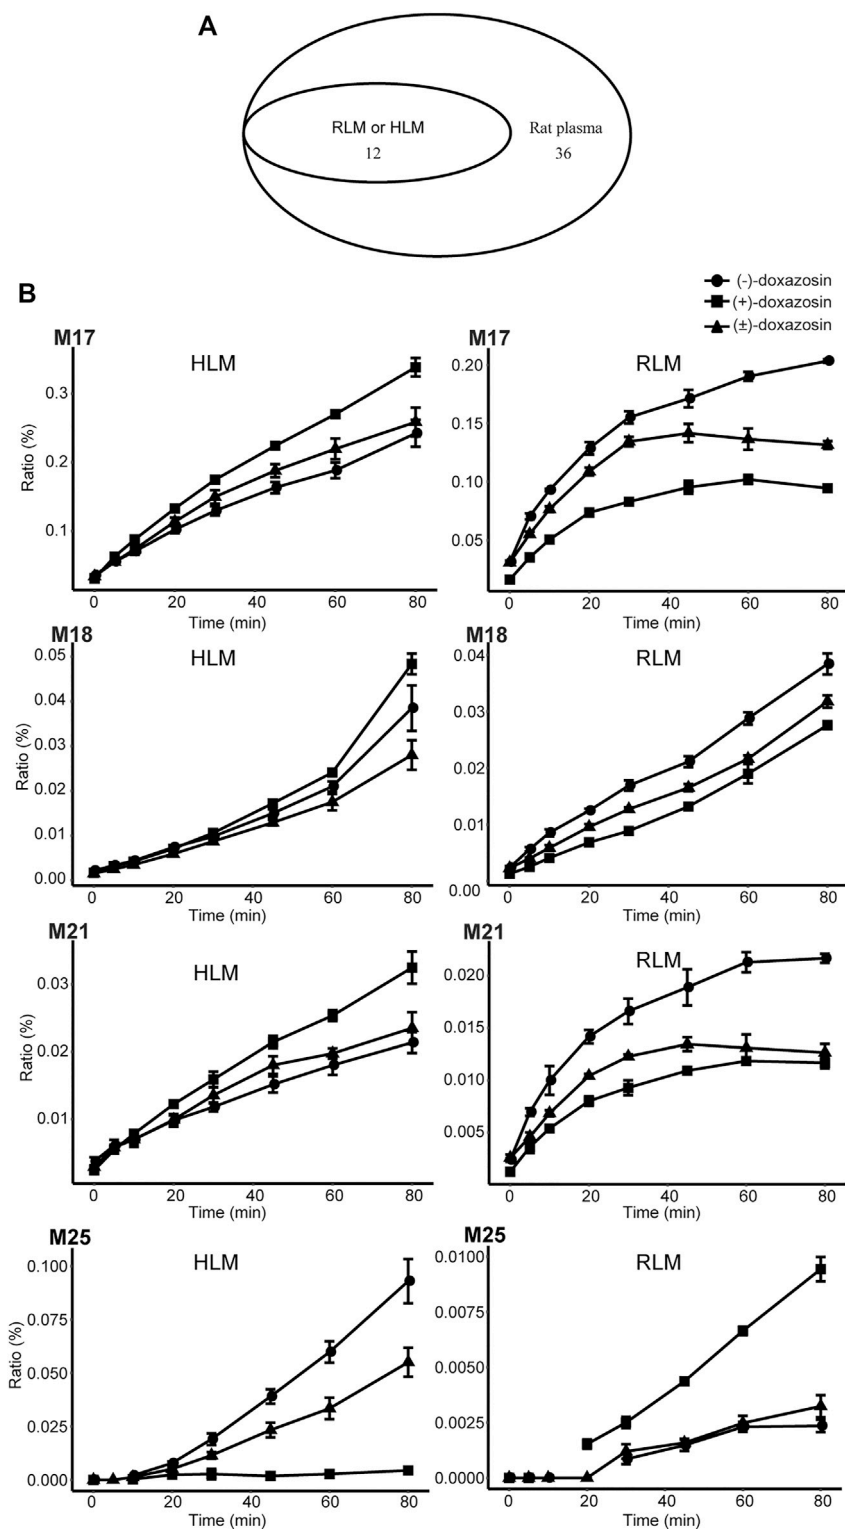 A
RLM or HLM
12
Rat plasma
36
B
(-)-doxazosin
(+)-doxazosin
(±)-doxazosin
M17
HLM
Ratio (%)
0.3
0.2
0.1
0 20 40 60 80
Time (min)
M17
RLM
0.20
0.15
0.10
0.05
0 20 40 60 80
Time (min)
M18
HLM
Ratio (%)
0.05
0.04
0.03
0.02
0.01
0.00
0 20 40 60 80
Time (min)
M18
RLM
0.04
0.03
0.02
0.01
0.00
0 20 40 60 80
Time (min)
M21
HLM
Ratio (%)
0.03
0.02
0.01
0 20 40 60 80
Time (min)
M21
RLM
0.020
0.015
0.010
0.005
0 20 40 60 80
Time (min)
M25
HLM
Ratio (%)
0.100
0.075
0.050
0.025
0.000
0 20 40 60 80
Time (min)
M25
RLM
0.0100
0.0075
0.0050
0.0025
0.0000
0 20 40 60 80
Time (min)